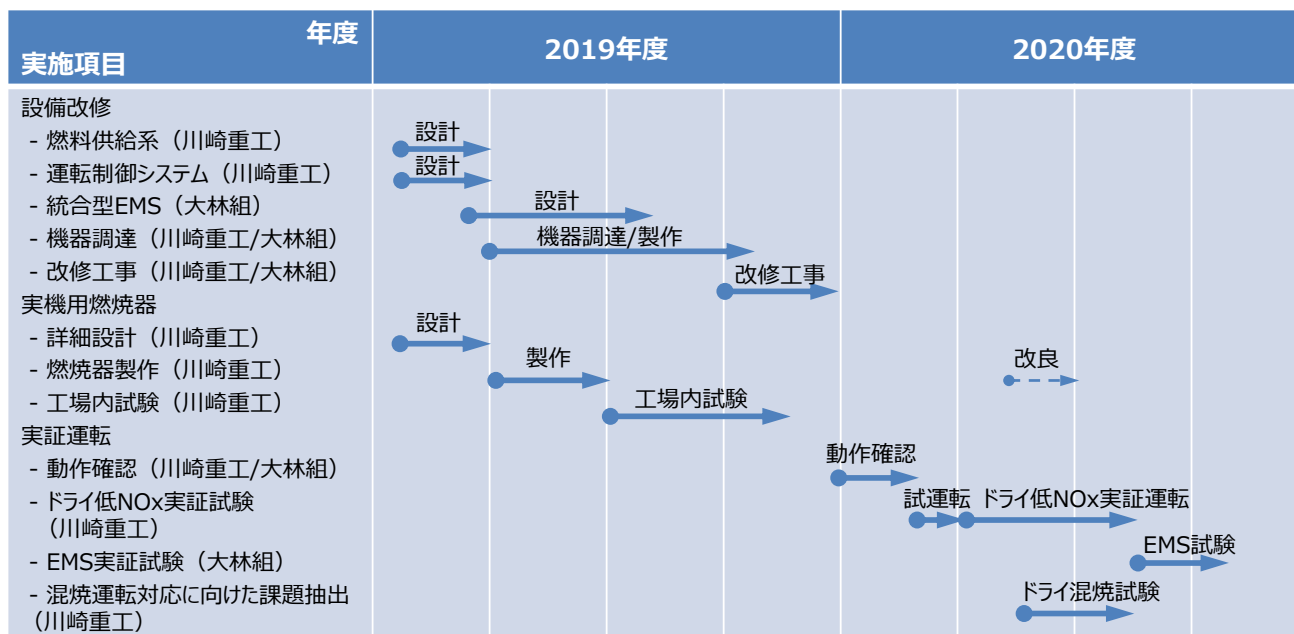 年度
実施項目
2019年度
2020年度
設備改修
- 燃料供給系（川崎重工）
設計
- 運転制御システム（川崎重工）
設計
- 統合型EMS（大林組）
設計
- 機器調達（川崎重工/大林組）
機器調達/製作
- 改修工事（川崎重工/大林組）
改修工事
実機用燃焼器
- 詳細設計（川崎重工）
設計
- 燃焼器製作（川崎重工）
製作
改良
- 工場内試験（川崎重工）
工場内試験
実証運転
- 動作確認（川崎重工/大林組）
動作確認
- ドライ低NOx実証試験
（川崎重工）
試運転
ドライ低NOx実証運転
- EMS実証試験（大林組）
EMS試験
- 混焼運転対応に向けた課題抽出
（川崎重工）
ドライ混焼試験